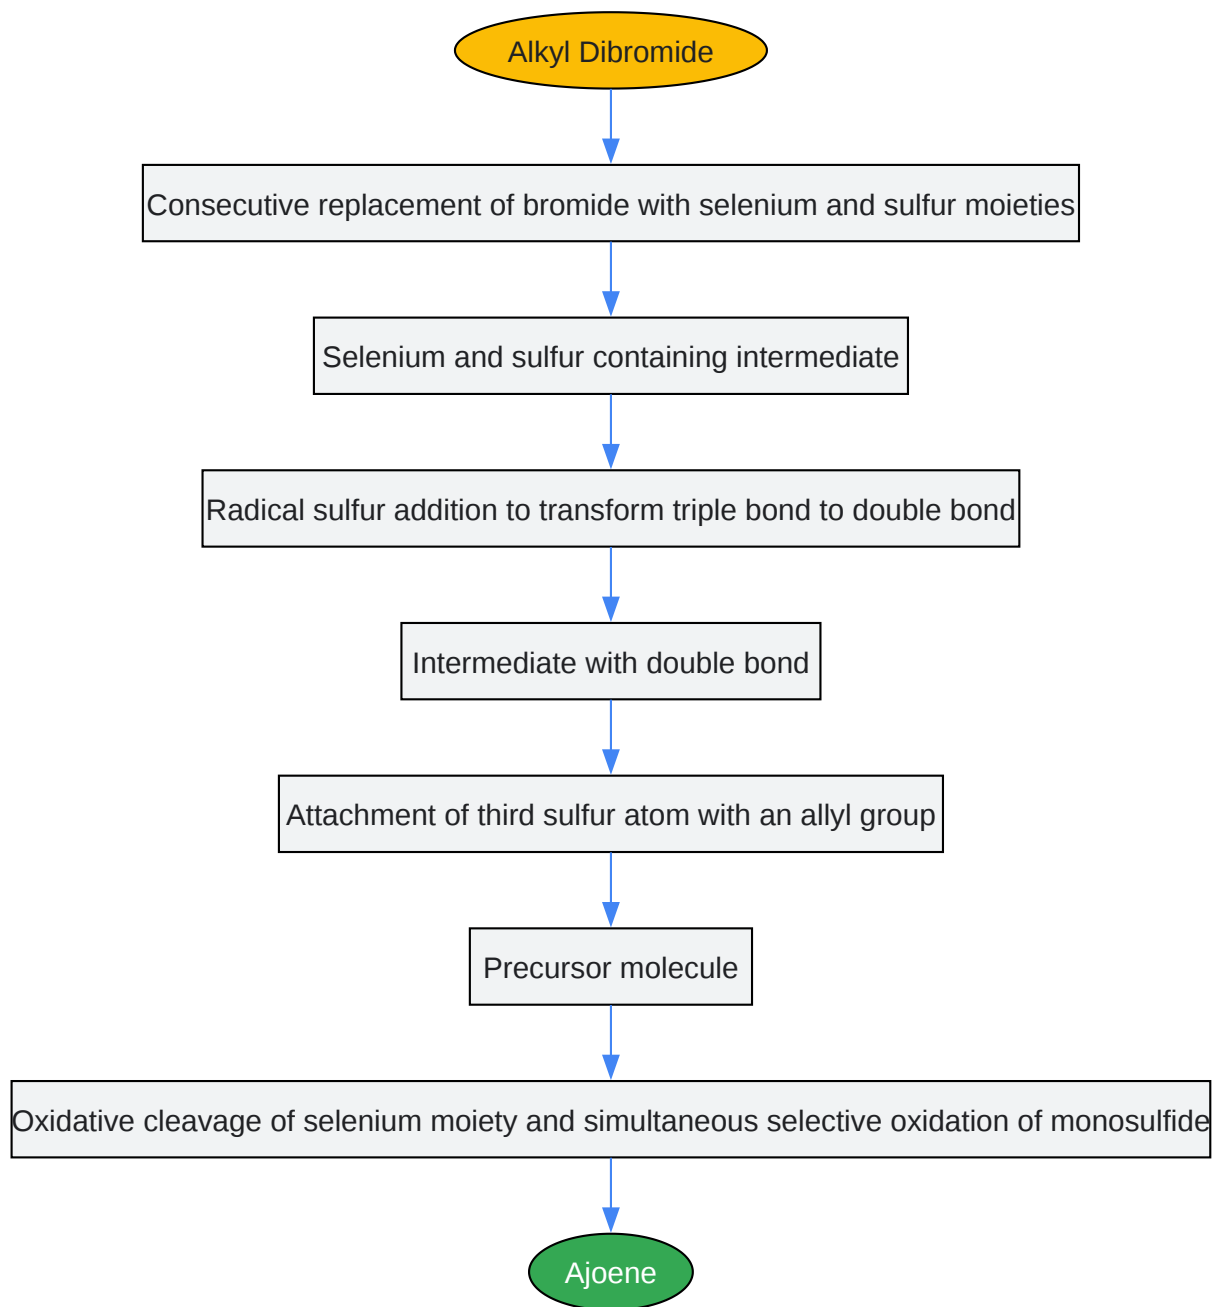 Alkyl Dibromide
Consecutive replacement of bromide with selenium and sulfur moieties
Selenium and sulfur containing intermediate
Radical sulfur addition to transform triple bond to double bond
Intermediate with double bond
Attachment of third sulfur atom with an allyl group
Precursor molecule
Oxidative cleavage of selenium moiety and simultaneous selective oxidation of monosulfide
Ajoene